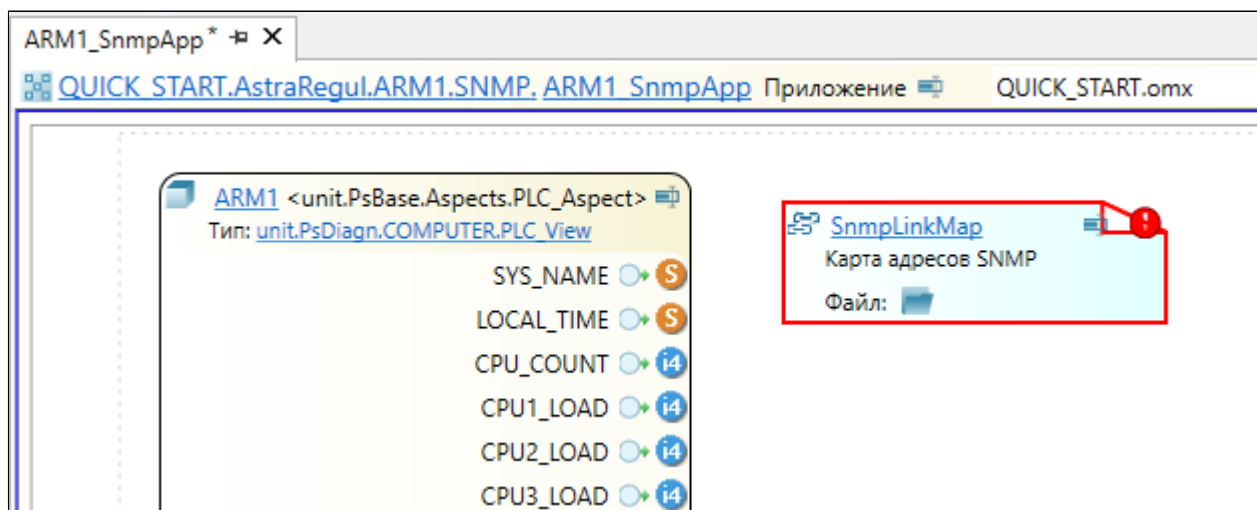 ARM1_SnmpApp*
QUICK_START.AstraRegul.ARM1.SNMP. ARM1_SnmpApp Приложение QUICK_START.omx
ARM1 <unit.PsBase.Aspects.PLC_Aspect>
Тип: unit.PsDiagn.COMPUTER.PLC_View
SYS_NAME S
LOCAL_TIME S
CPU_COUNT i4
CPU1_LOAD i4
CPU2_LOAD i4
CPU3_LOAD i4
SnmpLinkMap
Карта адресов SNMP
Файл: